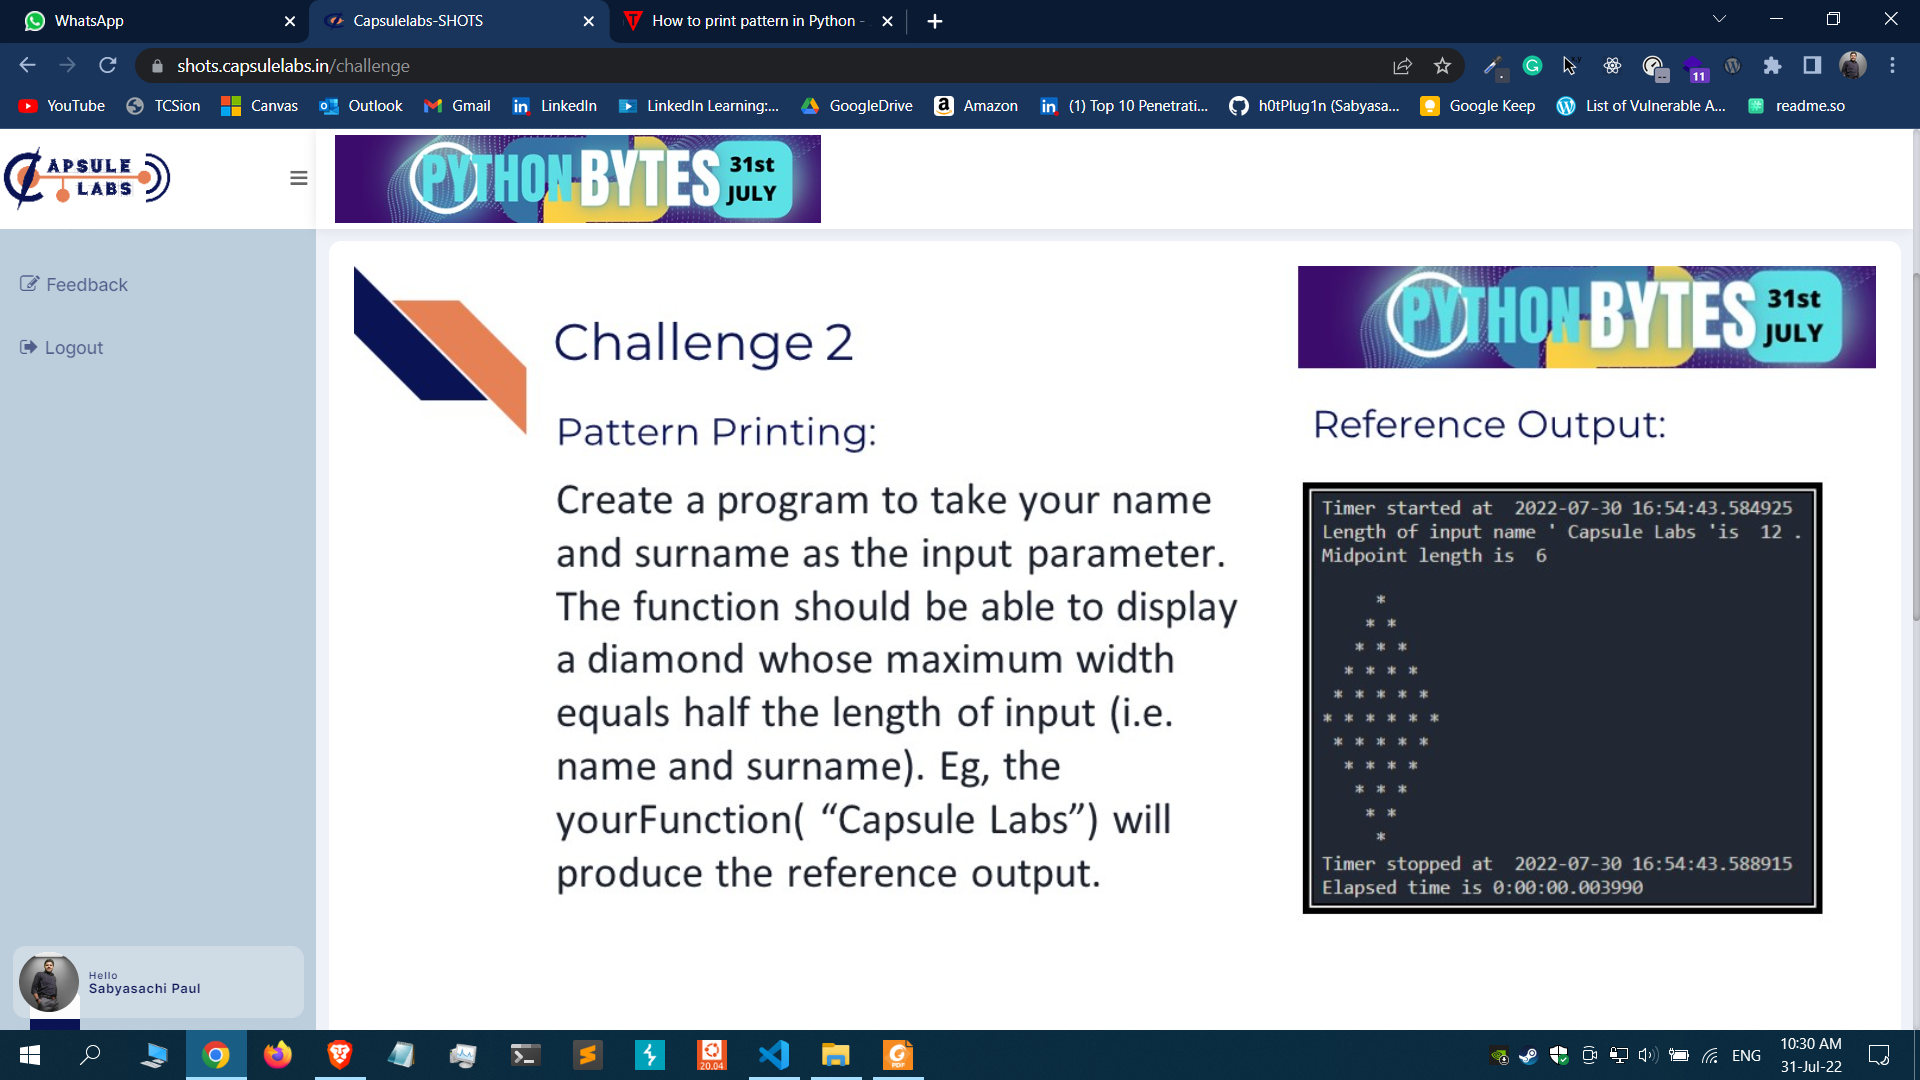 WhatsApp
Capsulelabs-SHOTS
How to print pattern in Python -
shots.capsulelabs.in/challenge
11
YouTube
TCSion
Canvas
Outlook
Gmail
LinkedIn
LinkedIn Learning:...
GoogleDrive
Amazon
(1) Top 10 Penetrati...
h0tPlug1n (Sabyasa...
Google Keep
List of Vulnerable A...
readme.so
CAPSULE
LABS
PYTHON BYTES 31st
JULY
Feedback
Logout
Challenge 2
Pattern Printing:
Create a program to take your name
and surname as the input parameter.
The function should be able to display
a diamond whose maximum width
equals half the length of input (i.e.
name and surname). Eg, the
yourFunction( “Capsule Labs”) will
produce the reference output.
PYTHON BYTES 31st
JULY
Reference Output:
Timer started at  2022-07-30 16:54:43.584925
Length of input name ' Capsule Labs 'is  12 .
Midpoint length is  6
     *
    * *
   * * *
  * * * *
 * * * * *
* * * * * *
 * * * * *
  * * * *
   * * *
    * *
     *
Timer stopped at  2022-07-30 16:54:43.588915
Elapsed time is 0:00:00.003990
Hello
Sabyasachi Paul
20.04
PDF
ENG
10:30 AM
31-Jul-22